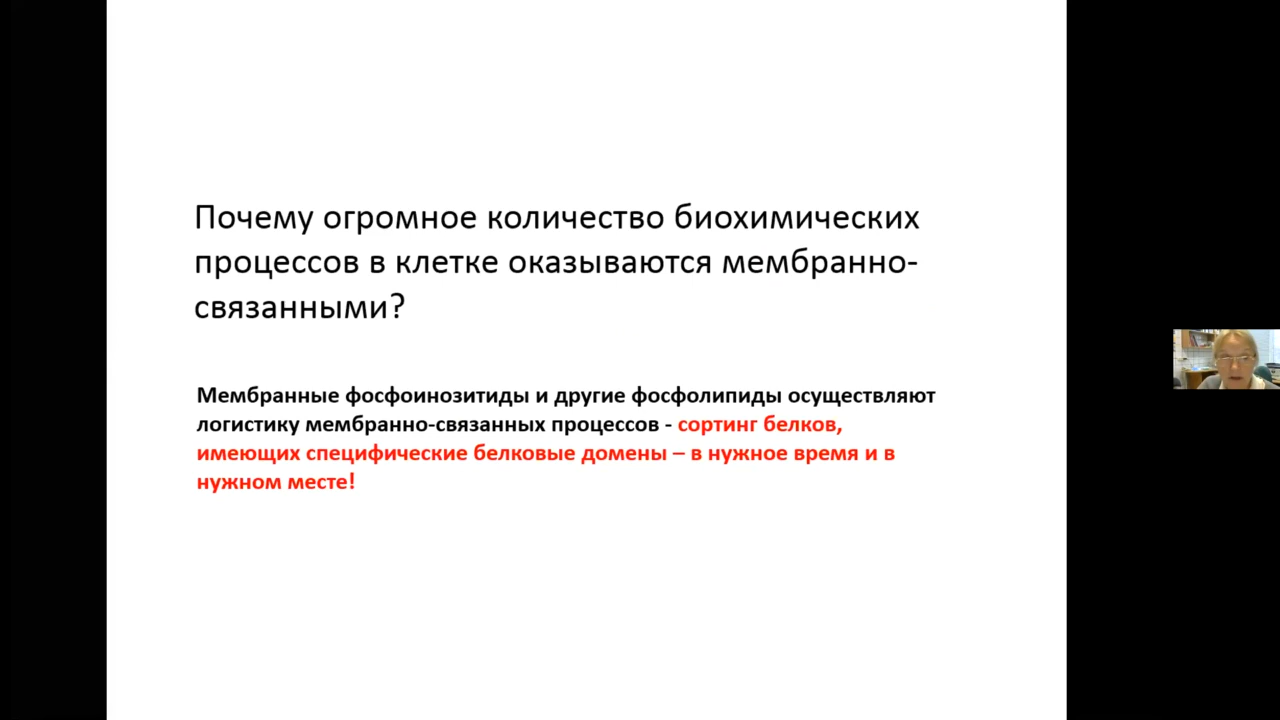 Почему огромное количество биохимических
процессов в клетке оказываются мембранно-
связанными?
Мембранные фосфоинозитиды и другие фосфолипиды осуществляют
логистику мембранно-связанных процессов - сортинг белков,
имеющих специфические белковые домены – в нужное время и в
нужном месте!